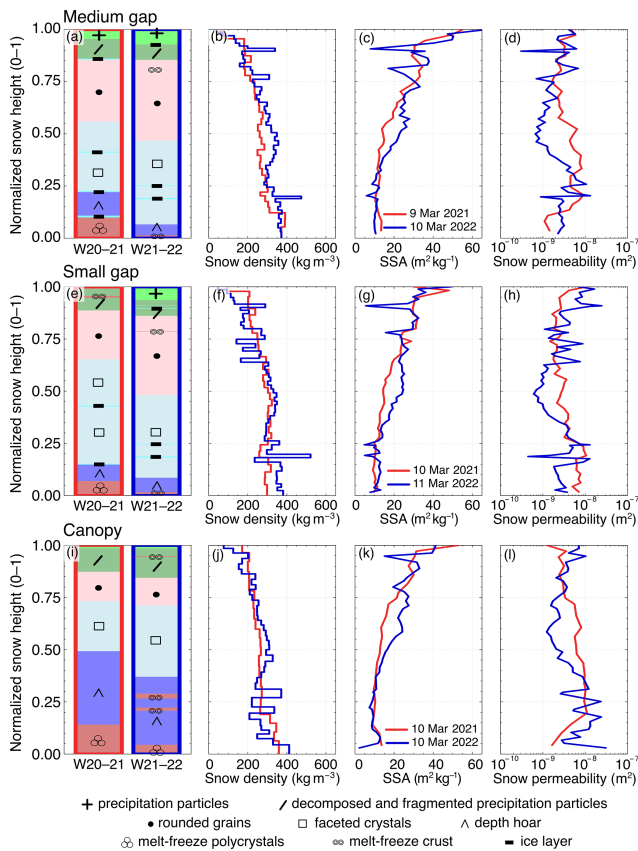 Medium gap
Normalized snow height (0–1)
1.00
0.75
0.50
0.25
0.00
(a)
W20–21 W21–22
(b)
0 200 400 600
Snow density
(kg m−3)
(c)
9 Mar 2021
10 Mar 2022
0 20 40 60
SSA (m2 kg−1)
(d)
10−10 10−9 10−8 10−7
Snow permeability (m2)
Small gap
Normalized snow height (0–1)
1.00
0.75
0.50
0.25
0.00
(e)
W20–21 W21–22
(f)
0 200 400 600
Snow density
(kg m−3)
(g)
10 Mar 2021
11 Mar 2022
0 20 40 60
SSA (m2 kg−1)
(h)
10−10 10−9 10−8 10−7
Snow permeability (m2)
Canopy
Normalized snow height (0–1)
1.00
0.75
0.50
0.25
0.00
(i)
W20–21 W21–22
(j)
0 200 400 600
Snow density
(kg m−3)
(k)
10 Mar 2021
10 Mar 2022
0 20 40 60
SSA (m2 kg−1)
(l)
10−10 10−9 10−8 10−7
Snow permeability (m2)
precipitation particles decomposed and fragmented precipitation particles
rounded grains faceted crystals depth hoar
melt-freeze polycrystals melt-freeze crust ice layer